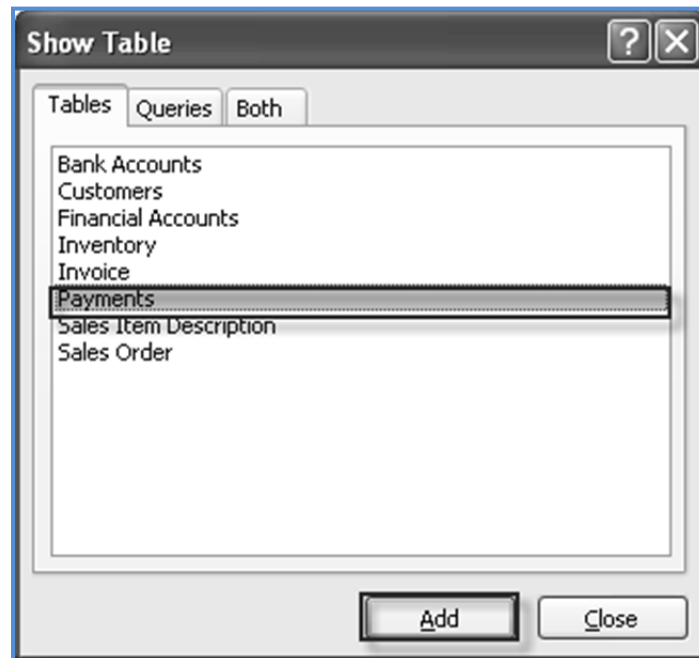 Show Table
Tables Queries Both
Bank Accounts
Customers
Financial Accounts
Inventory
Invoice
Payments
Sales Item Description
Sales Order
Add Close